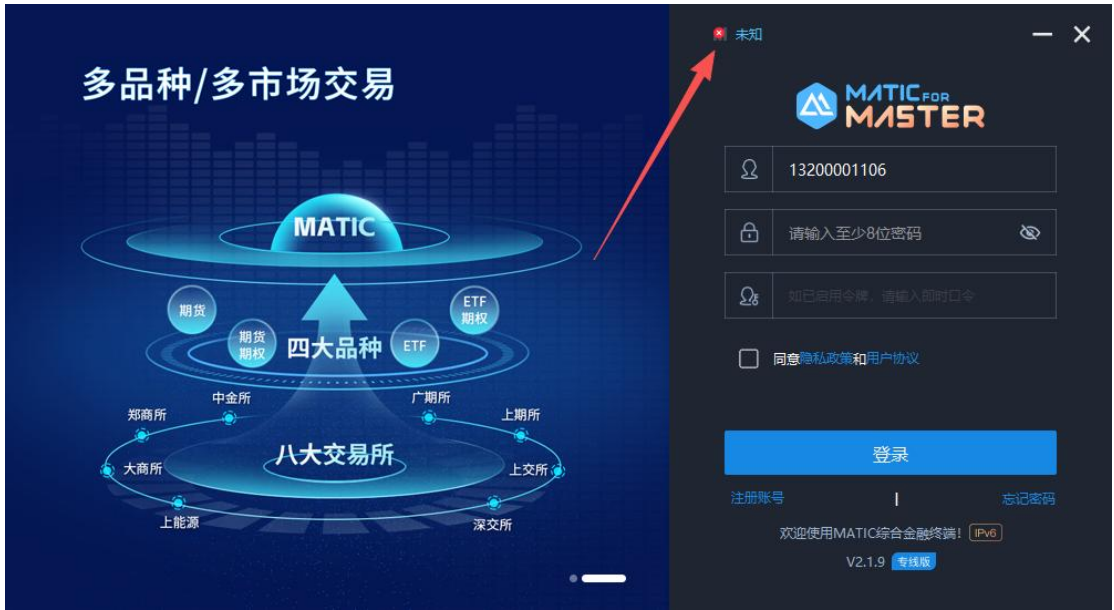 多品种/多市场交易
MATIC
期货
期货
期权
四大品种
ETF
ETF
期权
中金所
广期所
郑商所
上期所
八大交易所
大商所
上交所
上能源
深交所
未知
MATIC FOR
MASTER
13200001106
请输入至少8位密码
如已启用令牌，请输入即时口令
同意隐私政策和用户协议
登录
注册账号 | 忘记密码
欢迎使用MATIC综合金融终端! IPv6
V2.1.9 专线版